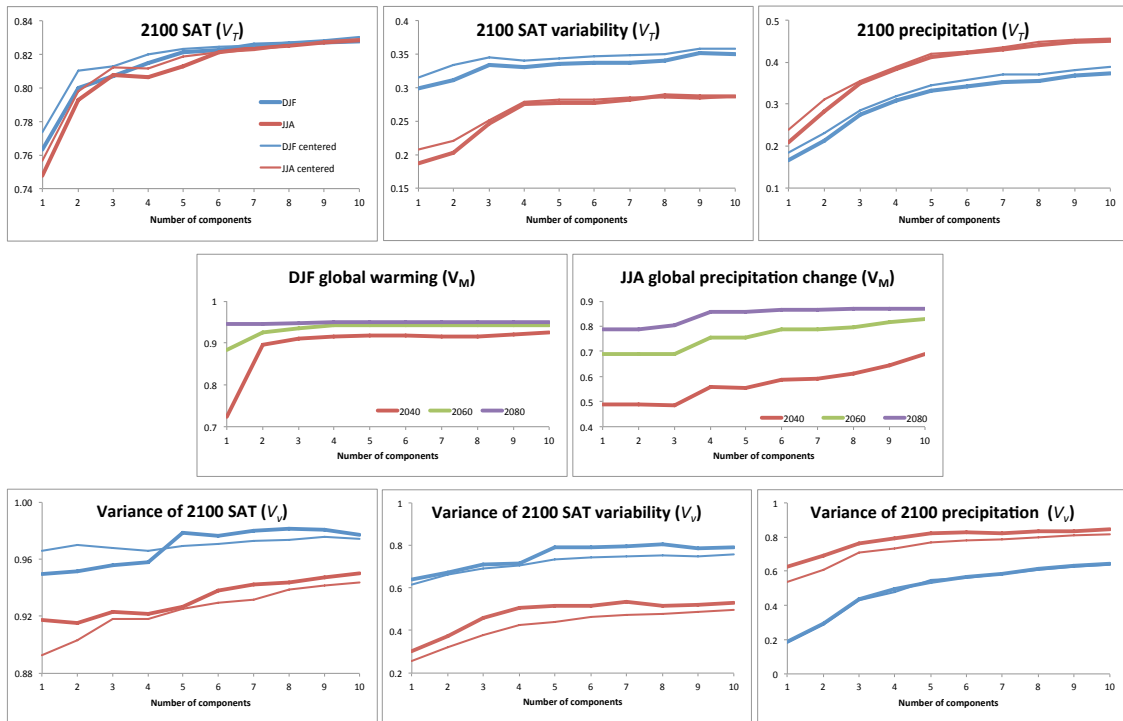 2100 SAT (V_T)
0.84
0.82
0.80
0.78
0.76
0.74
DJF
JJA
DJF centered
JJA centered
1 2 3 4 5 6 7 8 9 10
Number of components
2100 SAT variability (V_T)
0.4
0.35
0.3
0.25
0.2
0.15
1 2 3 4 5 6 7 8 9 10
Number of components
2100 precipitation (V_T)
0.5
0.4
0.3
0.2
0.1
1 2 3 4 5 6 7 8 9 10
Number of components
DJF global warming (V_M)
1
0.9
0.8
0.7
2040 2060 2080
1 2 3 4 5 6 7 8 9 10
Number of components
JJA global precipitation change (V_M)
0.9
0.8
0.7
0.6
0.5
0.4
2040 2060 2080
1 2 3 4 5 6 7 8 9 10
Number of components
Variance of 2100 SAT (V_v)
1.00
0.96
0.92
0.88
1 2 3 4 5 6 7 8 9 10
Number of components
Variance of 2100 SAT variability (V_v)
1
0.8
0.6
0.4
0.2
1 2 3 4 5 6 7 8 9 10
Number of components
Variance of 2100 precipitation (V_v)
1
0.8
0.6
0.4
0.2
0
1 2 3 4 5 6 7 8 9 10
Number of components